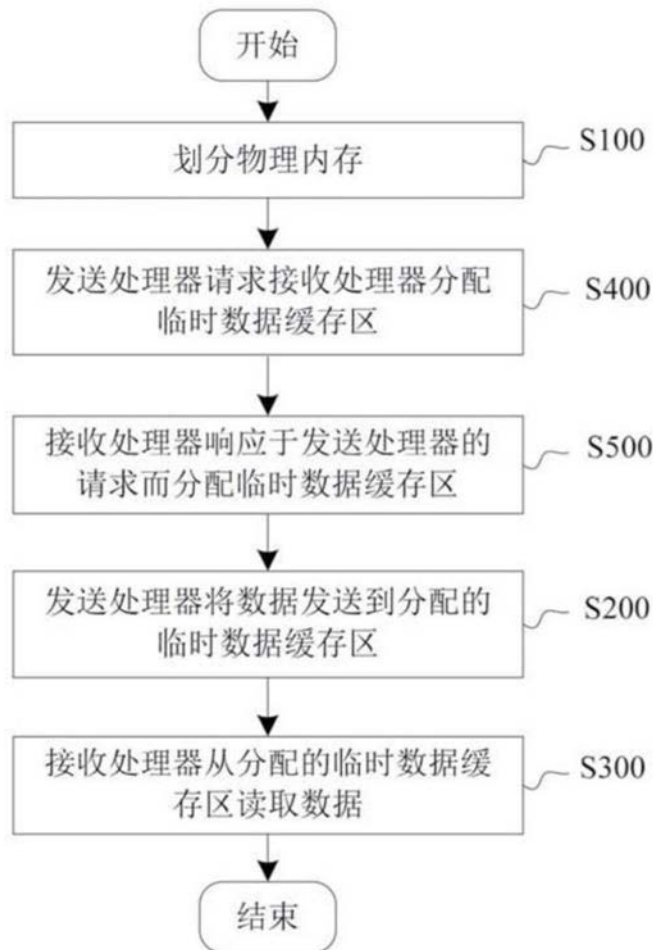 开始
划分物理内存
S100
发送处理器请求接收处理器分配
临时数据缓存区
S400
接收处理器响应于发送处理器的
请求而分配临时数据缓存区
S500
发送处理器将数据发送到分配的
临时数据缓存区
S200
接收处理器从分配的临时数据缓
存区读取数据
S300
结束